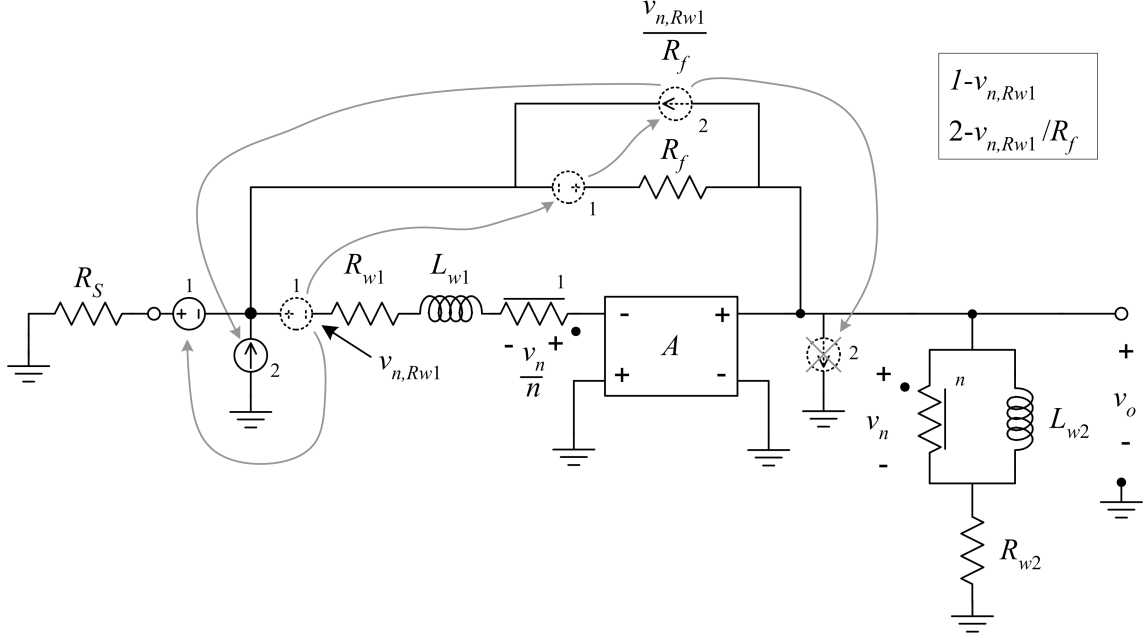 v_{n,Rw1}
R_f
1-v_{n,Rw1}
2-v_{n,Rw1}/R_f
2
R_f
1
R_S
1
1
R_{w1}
L_{w1}
1
2
v_{n,Rw1}
- +
v_n
n
- +
A
+ -
2
+
n
v_n
-
L_{w2}
+
v_o
-
R_{w2}